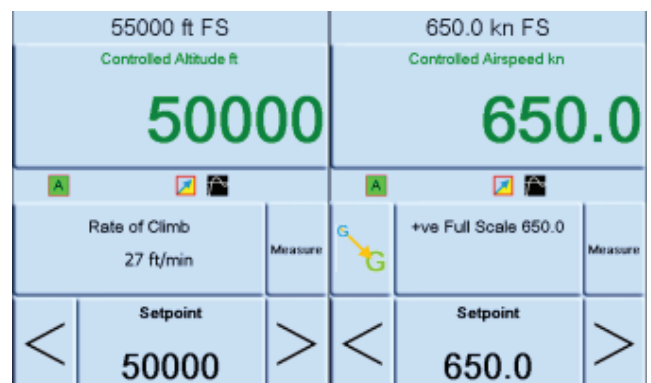 55000 ft FS
Controlled Altitude ft
50000
A
Rate of Climb
27 ft/min
Measure
<
Setpoint
50000
>
650.0 kn FS
Controlled Airspeed kn
650.0
A
G
G
+ve Full Scale 650.0
Measure
<
Setpoint
650.0
>